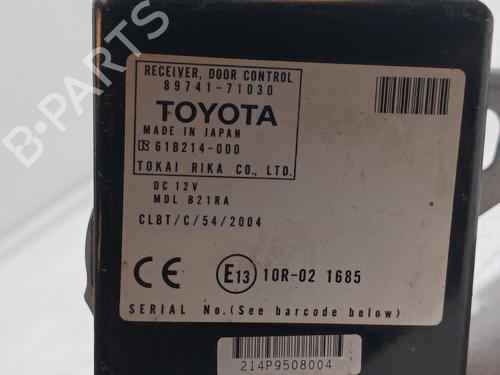 RECEIVER, DOOR CONTROL
89741-71030
TOYOTA
MADE IN JAPAN
61B214-000
TOKAI RIKA CO., LTD.
DC 12V
MDL B21RA
CLBT/C/54/2004
CE E13 10R-02 1685
SERIAL No.(See barcode below)
214P9508004
B-PARTS